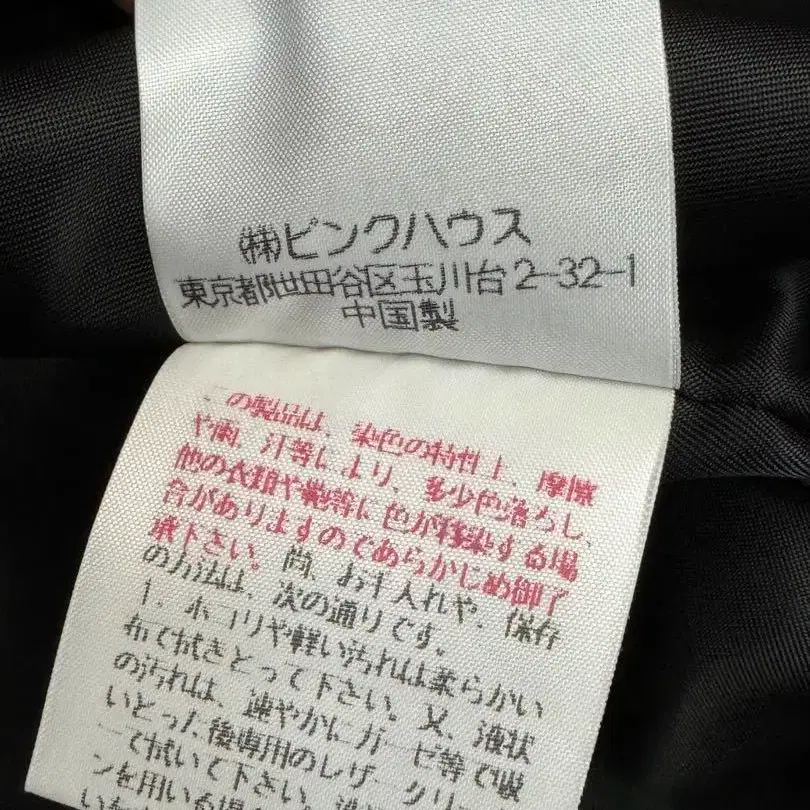 (株)ピンクハウス
東京都世田谷区玉川台2-32-1
中国製
この製品は、染色の特性上、摩擦
や雨、汗等により、多少色落ちし、
他の衣類や鞄等に色が移染する場
合がありますのであらかじめ御了
承下さい。尚、お手入れや、保存
の方法は、次の通りです。
1. ホコリや軽い汚れは柔らかい
布で拭きとって下さい。又、液状
の汚れは、速やかにガーゼ等で吸
いとった後専用のレザークリー
て拭いて下さい。
ンを用いる場